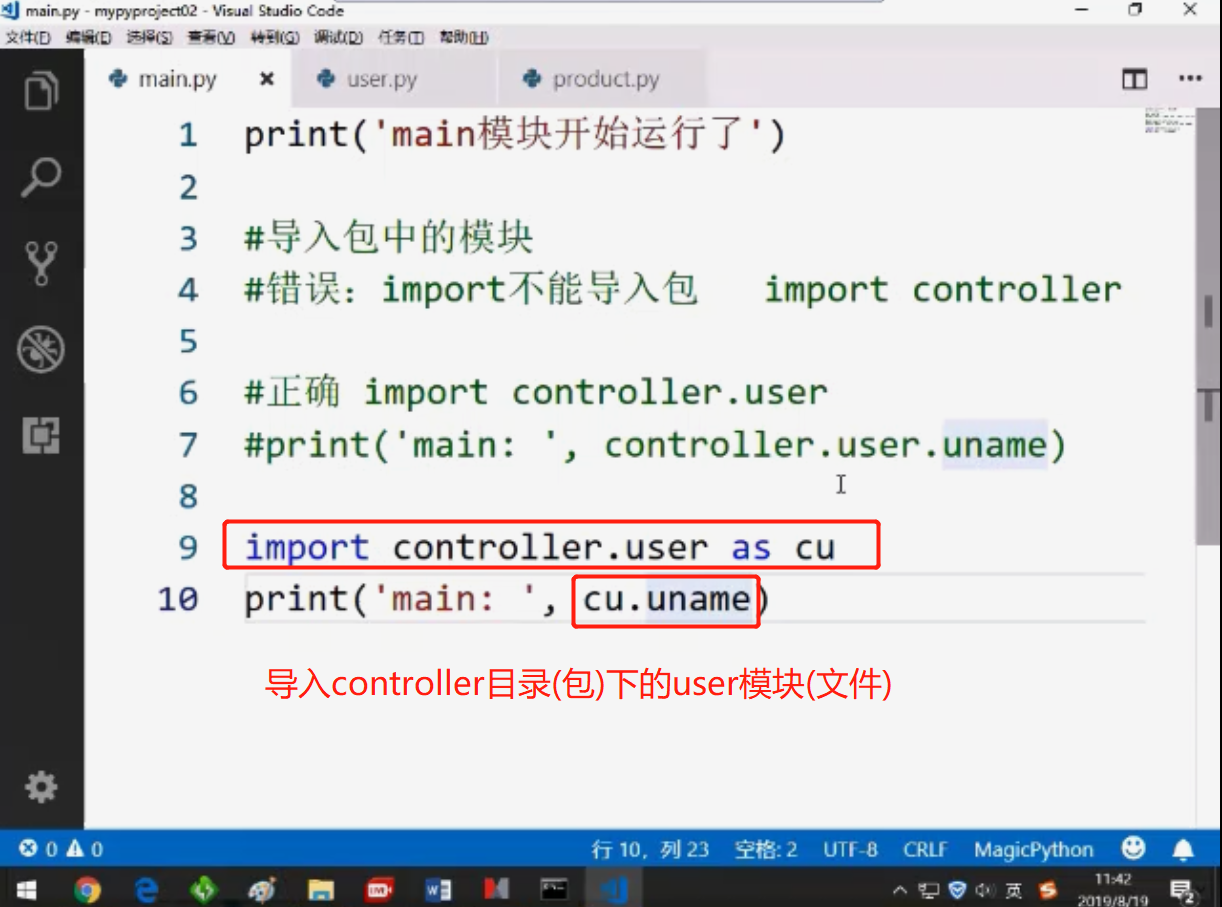 main.py - mypyproject02 - Visual Studio Code
文件(F) 编辑(E) 选择(S) 查看(V) 转到(G) 调试(D) 任务(T) 帮助(H)
main.py user.py product.py
1 print('main模块开始运行了')
2
3 #导入包中的模块
4 #错误：import不能导入包 import controller
5
6 #正确 import controller.user
7 #print('main: ', controller.user.uname)
8
9 import controller.user as cu
10 print('main: ', cu.uname)
导入controller目录(包)下的user模块(文件)
0 0 行 10，列 23 空格: 2 UTF-8 CRLF MagicPython
英 11:42
2019/8/19 2